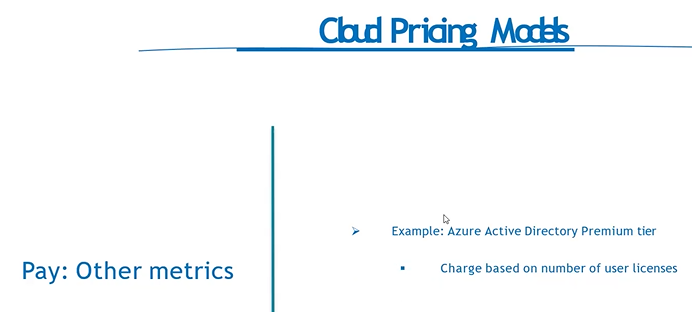 Cloud Pricing Models
Example: Azure Active Directory Premium tier
Pay: Other metrics
Charge based on number of user licenses